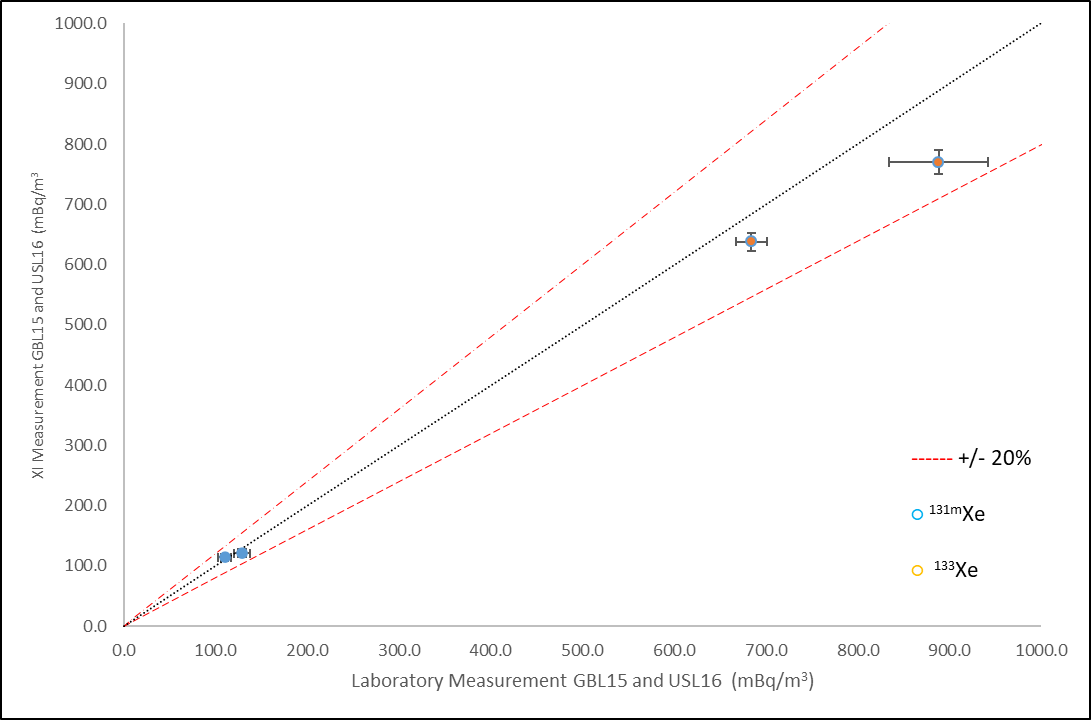 1000.0
900.0
800.0
700.0
600.0
500.0
400.0
300.0
200.0
100.0
0.0
XI Measurement GBL15 and USL16 (mBq/m³
+/- 20%
¹³¹ᵐXe
¹³³Xe
0.0 100.0 200.0 300.0 400.0 500.0 600.0 700.0 800.0 900.0 1000.0
Laboratory Measurement GBL15 and USL16 (mBq/m³)